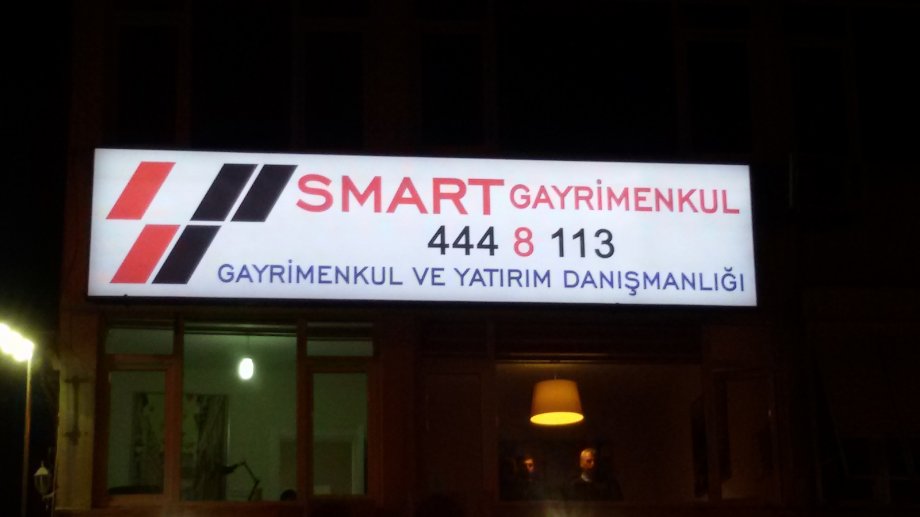 SMART GAYRİMENKUL
444 8 113
GAYRİMENKUL VE YATIRIM DANIŞMANLIĞI